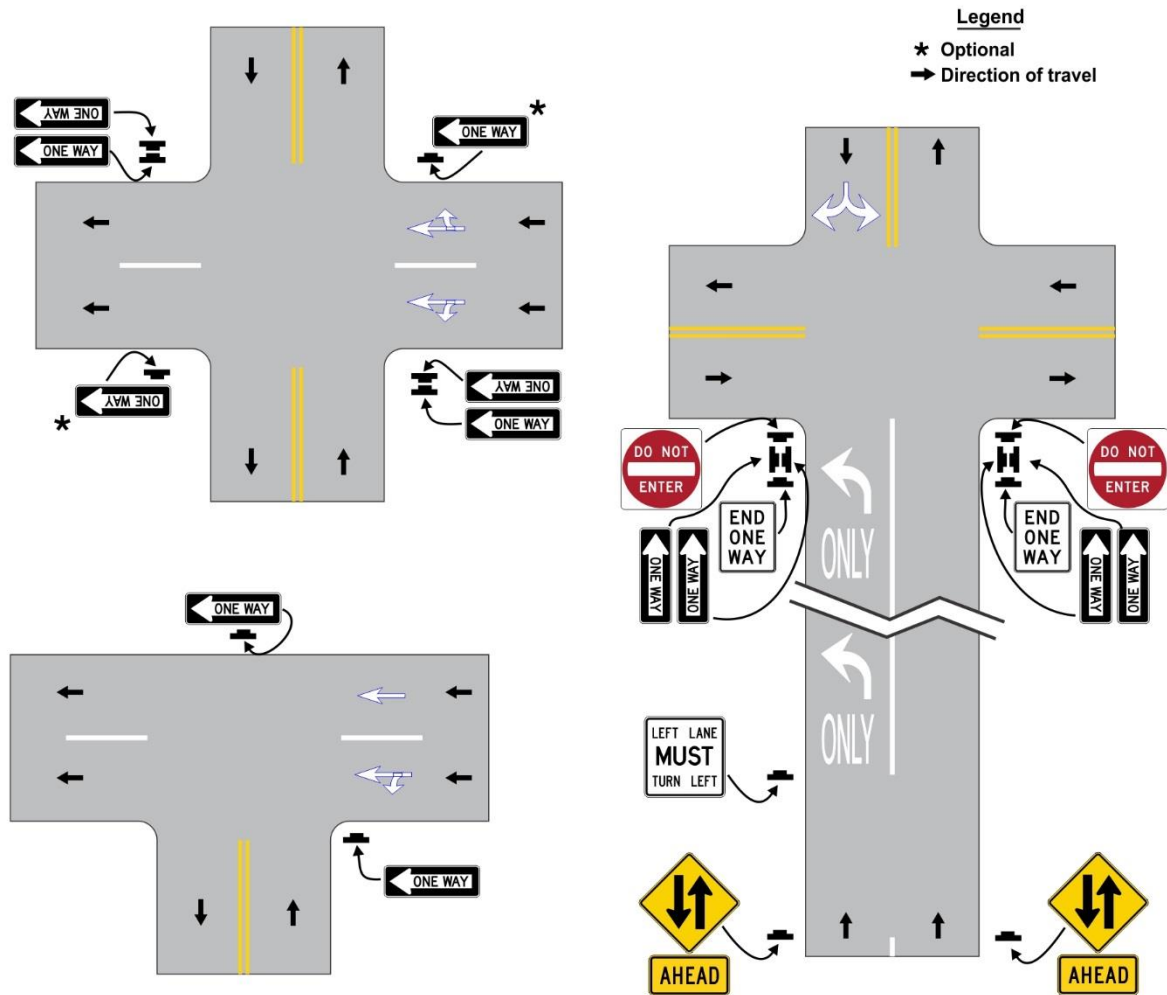 Legend
* Optional
Direction of travel
ONE WAY
ONE WAY
ONE WAY
*
ONE WAY
*
ONE WAY
ONE WAY
DO NOT
ENTER
END
ONE
WAY
ONE WAY
ONE WAY
ONLY
END
ONE
WAY
DO NOT
ENTER
ONE WAY
ONE WAY
ONE WAY
ONLY
LEFT LANE
MUST
TURN LEFT
ONE WAY
AHEAD
AHEAD